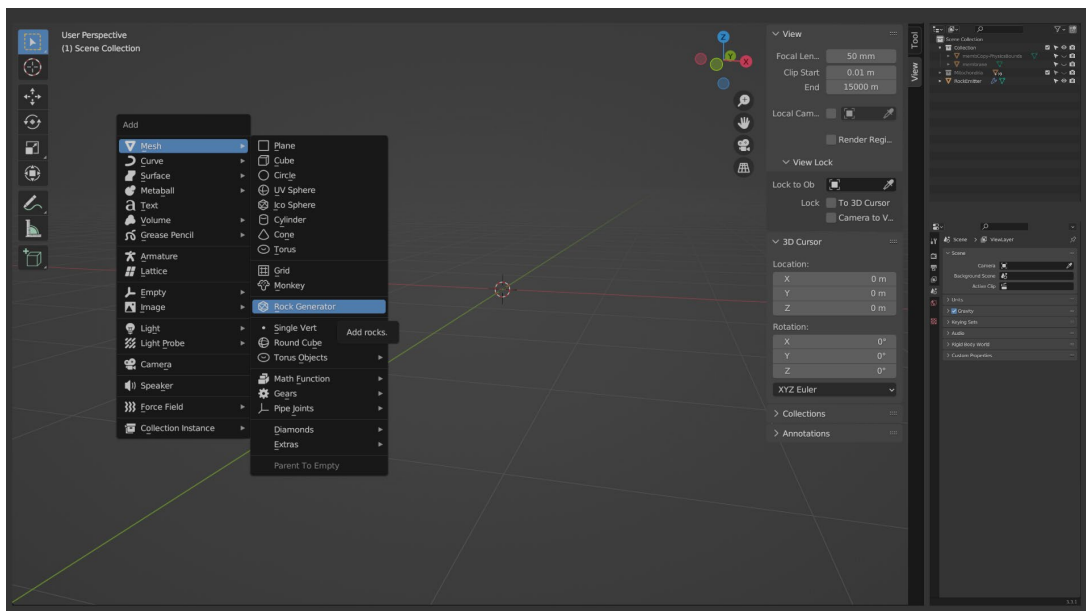 User Perspective
(1) Scene Collection
Add
Mesh
Curve
Surface
Metaball
Text
Volume
Grease Pencil
Armature
Lattice
Empty
Image
Light
Light Probe
Camera
Speaker
Force Field
Collection Instance
Plane
Cube
Circle
UV Sphere
Ico Sphere
Cylinder
Cone
Torus
Grid
Monkey
Rock Generator
Add rocks.
Single Vert
Round Cube
Torus Objects
Math Function
Gears
Pipe Joints
Diamonds
Extras
Parent To Empty
Z
Y
X
View
Focal Len...
50 mm
Clip Start
0.01 m
End
15000 m
Local Cam...
Render Regi...
View Lock
Lock to Ob
Lock
To 3D Cursor
Camera to V...
3D Cursor
Location:
X 0 m
Y 0 m
Z 0 m
Rotation:
X 0°
Y 0°
Z 0°
XYZ Euler
Collections
Annotations
Tool
View
Scene Collection
Collection
RockEmitter
Scene
ViewLayer
Scene
Camera
Background Scene
Active Clip
Units
Gravity
Keying Sets
Audio
Rigid Body World
Custom Properties